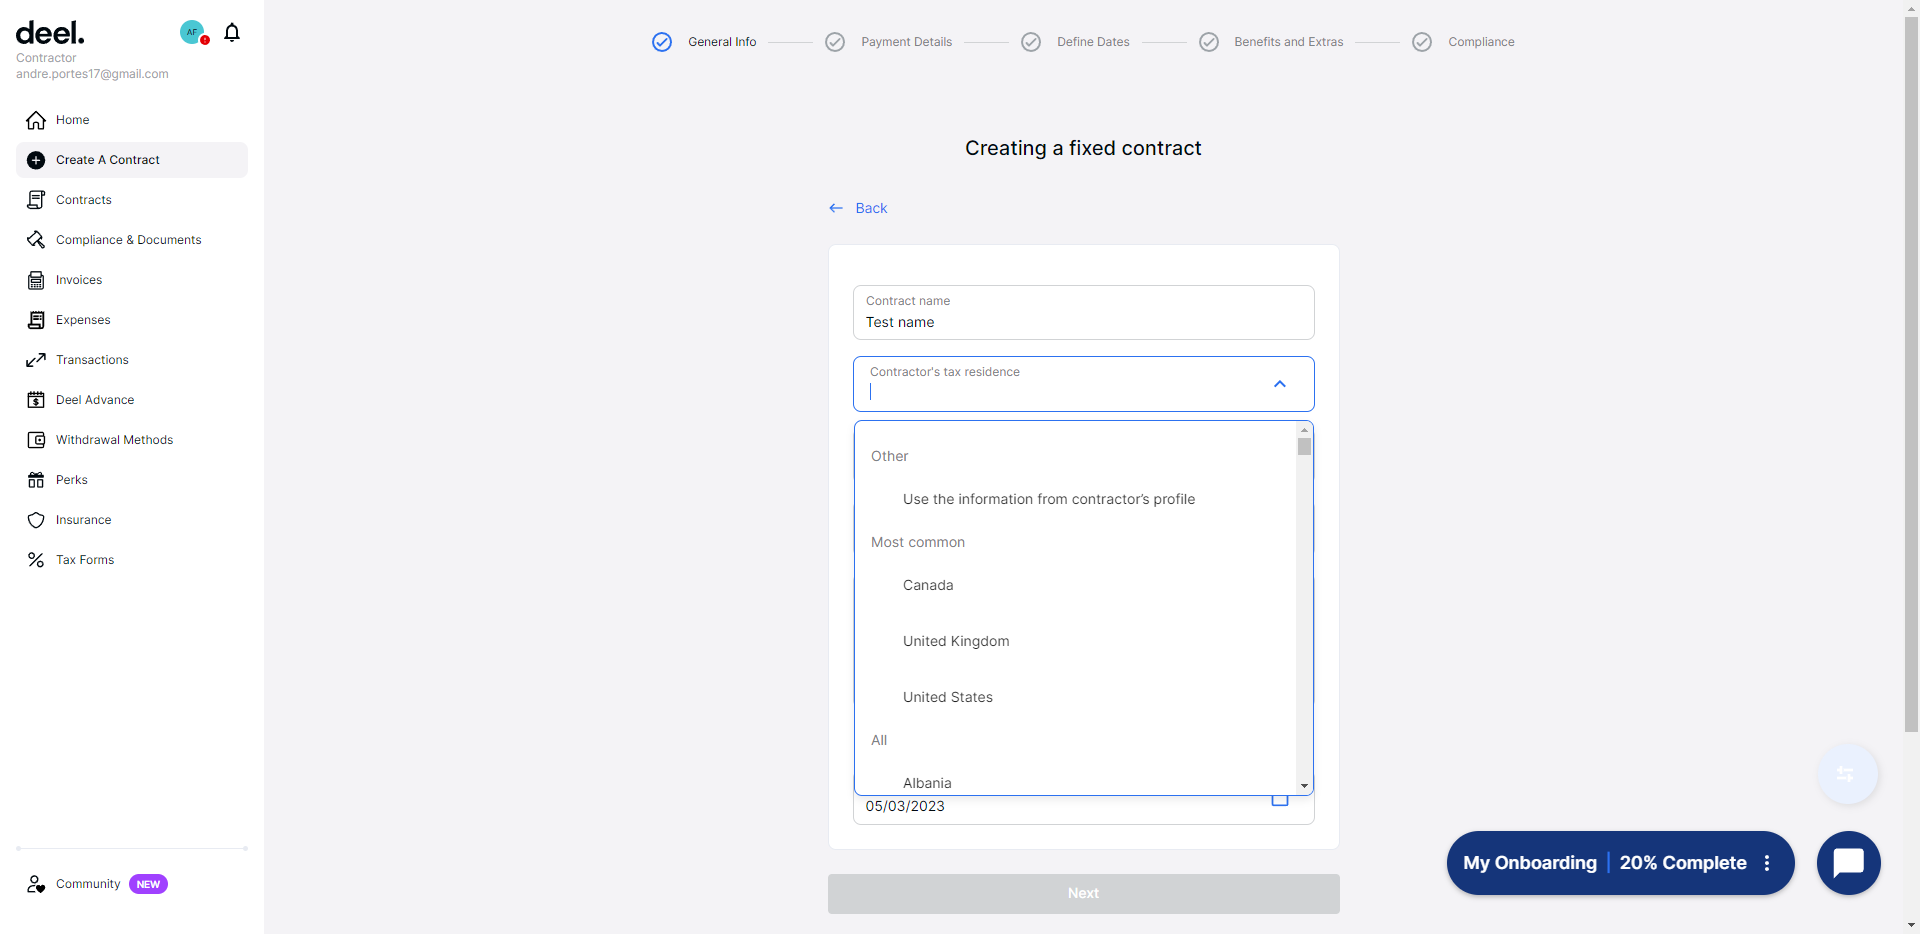 deel.
AF
Contractor
andre.portes17@gmail.com
Home
Create A Contract
Contracts
Compliance & Documents
Invoices
Expenses
Transactions
Deel Advance
Withdrawal Methods
Perks
Insurance
Tax Forms
Community NEW
General Info Payment Details Define Dates Benefits and Extras Compliance
Creating a fixed contract
Back
Contract name
Test name
Contractor's tax residence
Other
Use the information from contractor’s profile
Most common
Canada
United Kingdom
United States
All
Albania
05/03/2023
Next
My Onboarding | 20% Complete